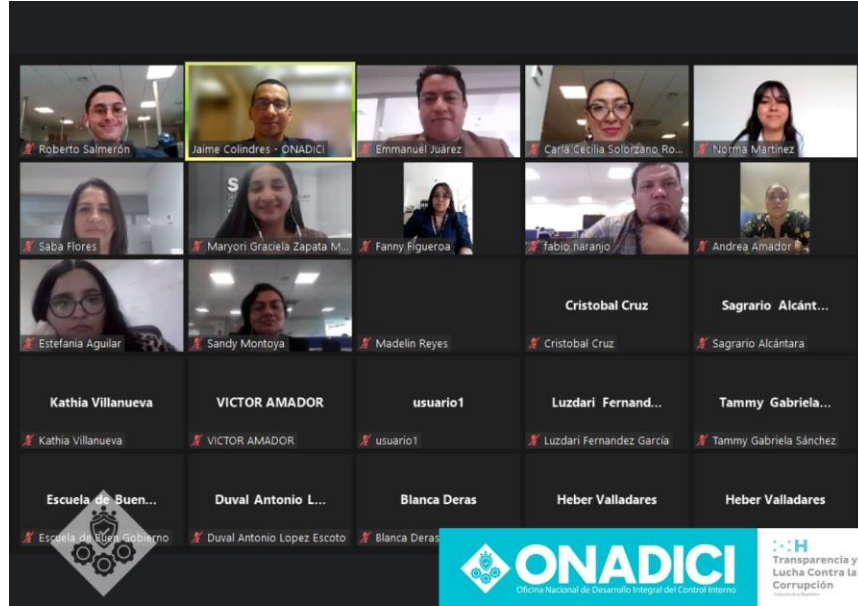 Roberto Salmerón
Jaime Colindres - ONADICI
Emmanuel Juárez
Carla Cecilia Solorzano Ro...
Norma Martinez
Saba Flores
S
Maryori Graciela Zapata M...
Fanny Figueroa
fabio naranjo
Andrea Amador
Estefania Aguilar
Sandy Montoya
Madelin Reyes
Cristobal Cruz
Cristobal Cruz
Sagrario Alcánt...
Sagrario Alcántara
Kathia Villanueva
Kathia Villanueva
VICTOR AMADOR
VICTOR AMADOR
usuario1
usuario1
Luzdari Fernand...
Luzdari Fernandez García
Tammy Gabriela...
Tammy Gabriela Sánchez
Escuela de Buen...
Escuela de Buen Gobierno
Duval Antonio L...
Duval Antonio Lopez Escoto
Blanca Deras
Blanca Deras
Heber Valladares
Heber Valladares
ONADICI
Oficina Nacional de Desarrollo Integral del Control Interno
H
Transparencia y
Lucha Contra la
Corrupción